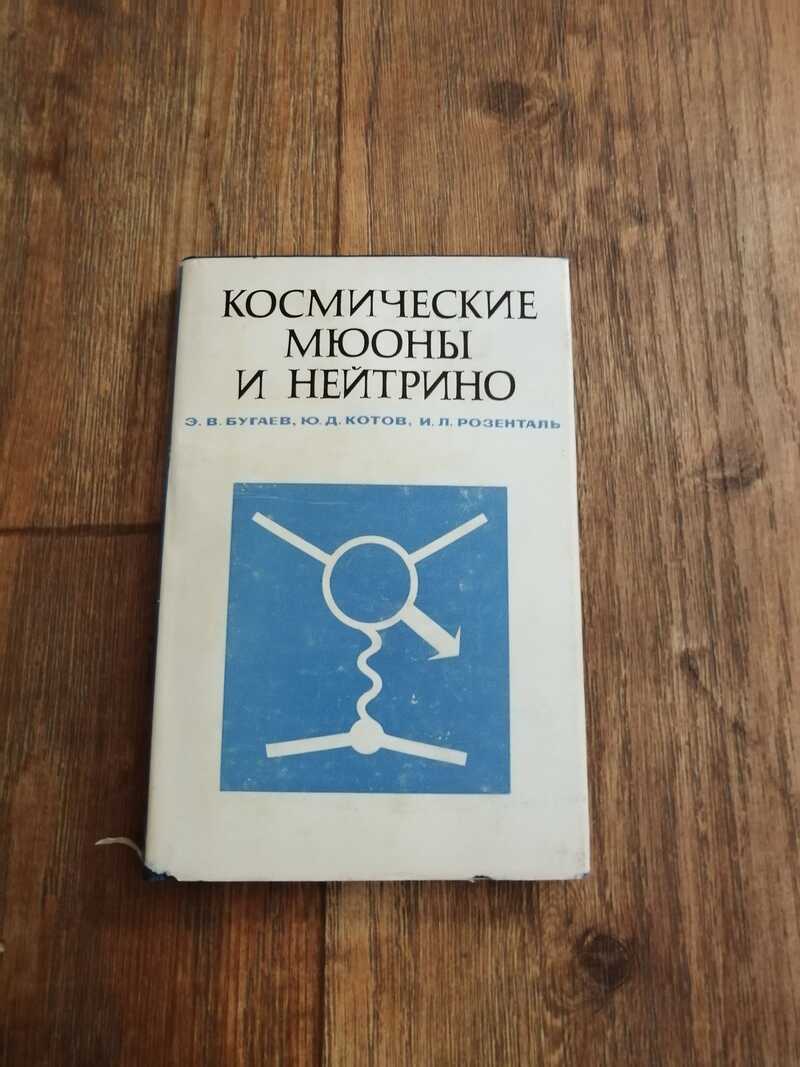 КОСМИЧЕСКИЕ
МЮОНЫ
И НЕЙТРИНО
Э. В. БУГАЕВ, Ю. Д. КОТОВ, И. Л. РОЗЕНТАЛЬ